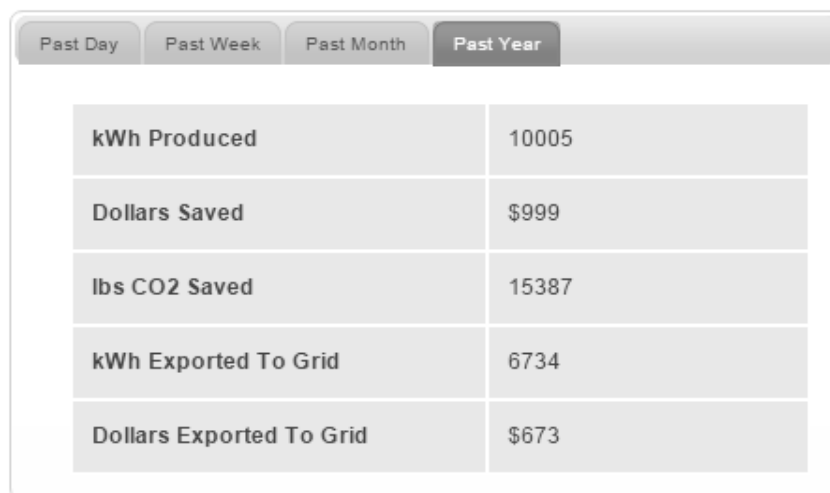 Past Day Past Week Past Month Past Year
kWh Produced 10005
Dollars Saved $999
lbs CO2 Saved 15387
kWh Exported To Grid 6734
Dollars Exported To Grid $673